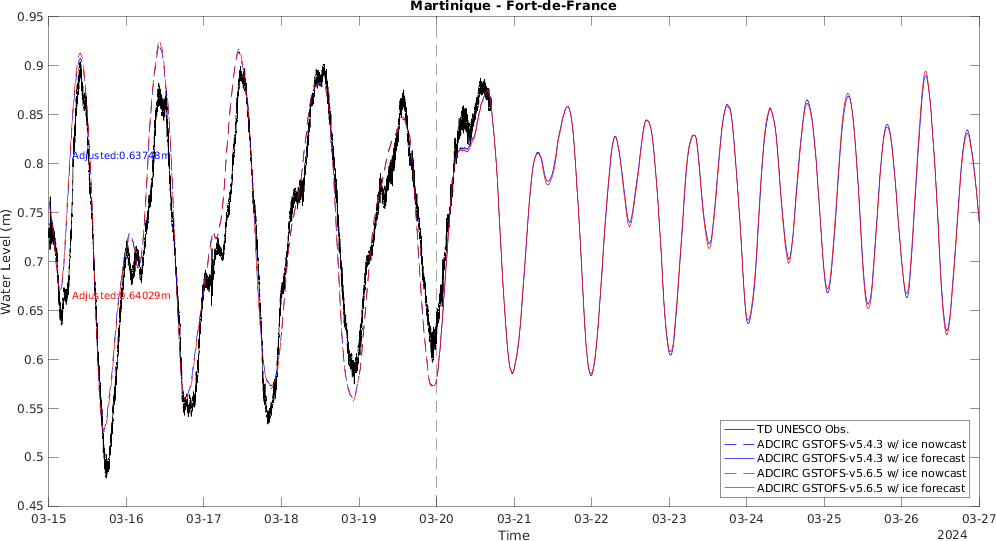 Martinique - Fort-de-France
0.95
0.9
0.85
0.8
0.75
0.7
0.65
0.6
0.55
0.5
0.45
Water Level (m)
Adjusted:0.63748m
Adjusted:0.64029m
TD UNESCO Obs.
ADCIRC GSTOFS-v5.4.3 w/ ice nowcast
ADCIRC GSTOFS-v5.4.3 w/ ice forecast
ADCIRC GSTOFS-v5.6.5 w/ ice nowcast
ADCIRC GSTOFS-v5.6.5 w/ ice forecast
03-15 03-16 03-17 03-18 03-19 03-20 03-21 03-22 03-23 03-24 03-25 03-26 03-27
Time
2024